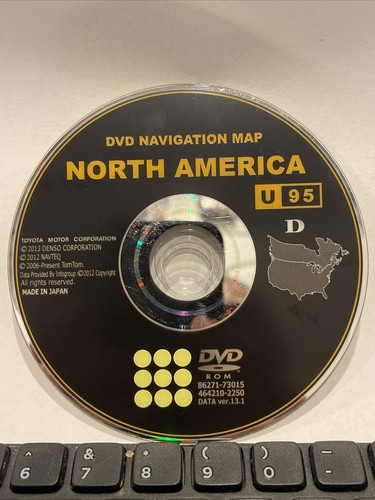 DVD NAVIGATION MAP
NORTH AMERICA
U 95
D
TOYOTA MOTOR CORPORATION
©2013 DENSO CORPORATION
©2012 NAVTEQ
©2006-Present TomTom.
Data Provided By Infogroup ©2012 Copyright
All rights reserved.
MADE IN JAPAN
DVD
ROM
86271-73015
464210-2250
DATA ver.13.1
^ & * ( ) _
6 7 8 9 0 -